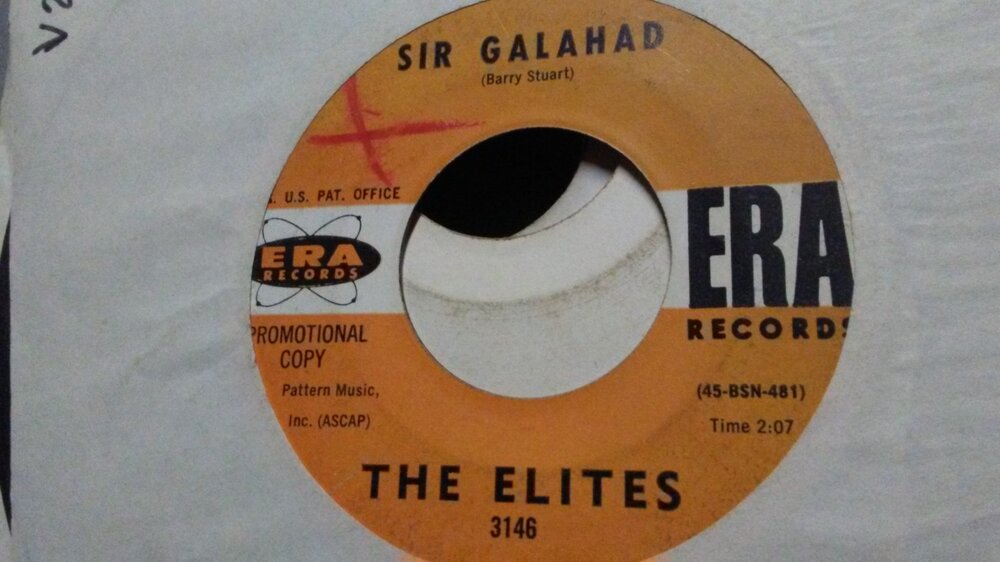 V2
SIR GALAHAD
(Barry Stuart)
U.S. PAT. OFFICE
ERA
RECORDS
ERA
RECORDS
PROMOTIONAL
COPY
Pattern Music,
Inc. (ASCAP)
(45-BSN-481)
Time 2:07
THE ELITES
3146